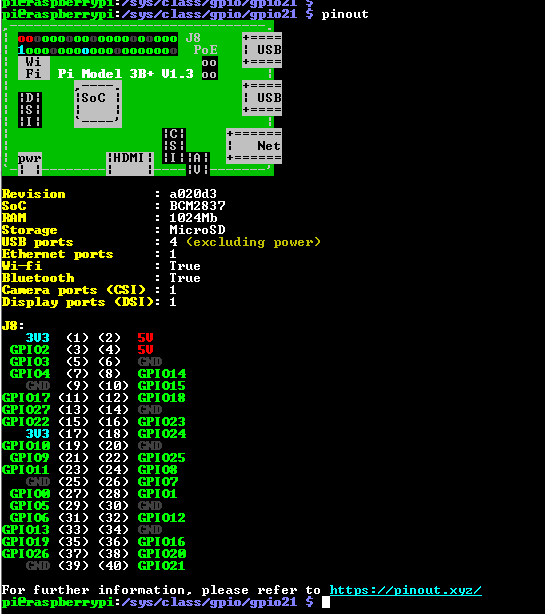 pi@raspberrypi:/sys/class/gpio/gpio21 $
pi@raspberrypi:/sys/class/gpio/gpio21 $ pinout
J8
PoE
Wi
Fi
Pi Model 3B+ V1.3
oo
oo
USB
D
S
I
SoC
USB
C
S
I
Net
pwr
HDMI
A
V
Revision : a020d3
SoC : BCM2837
RAM : 1024Mb
Storage : MicroSD
USB ports : 4 (excluding power)
Ethernet ports : 1
Wi-fi : True
Bluetooth : True
Camera ports (CSI) : 1
Display ports (DSI): 1
J8:
3V3 (1) (2) 5V
GPIO2 (3) (4) 5V
GPIO3 (5) (6) GND
GPIO4 (7) (8) GPIO14
GND (9) (10) GPIO15
GPIO17 (11) (12) GPIO18
GPIO27 (13) (14) GND
GPIO22 (15) (16) GPIO23
3V3 (17) (18) GPIO24
GPIO10 (19) (20) GND
GPIO9 (21) (22) GPIO25
GPIO11 (23) (24) GPIO8
GND (25) (26) GPIO7
GPIO0 (27) (28) GPIO1
GPIO5 (29) (30) GND
GPIO6 (31) (32) GPIO12
GPIO13 (33) (34) GND
GPIO19 (35) (36) GPIO16
GPIO26 (37) (38) GPIO20
GND (39) (40) GPIO21
For further information, please refer to https://pinout.xyz/
pi@raspberrypi:/sys/class/gpio/gpio21 $